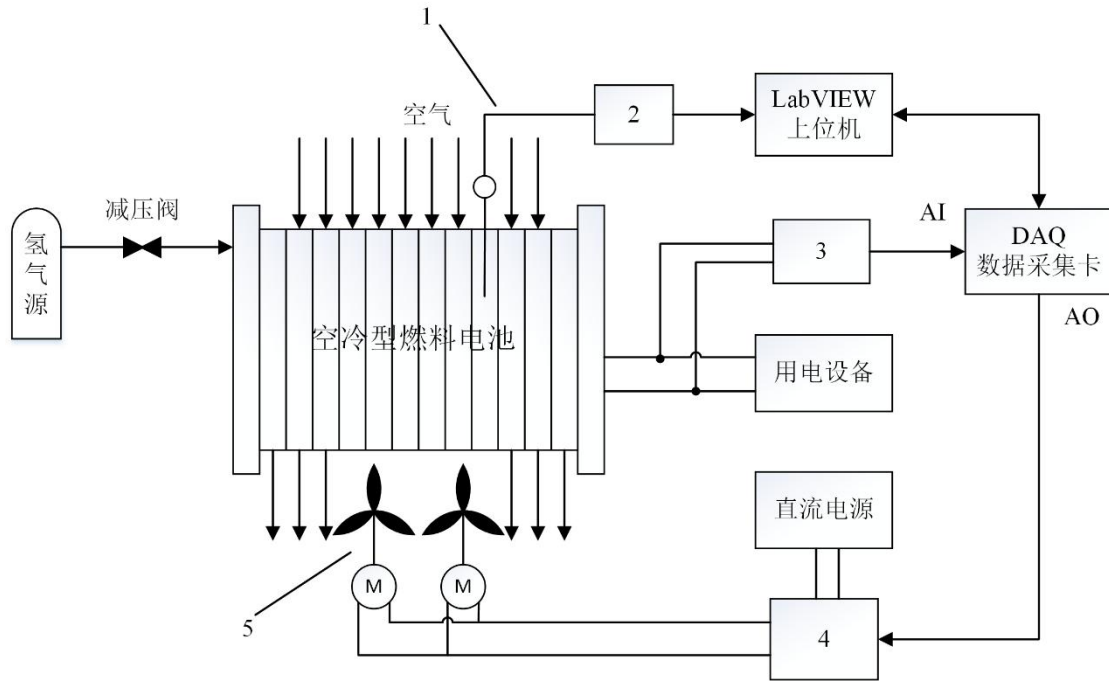 1
空气
2
LabVIEW
上位机
减压阀
氢
气
源
AI
3
DAQ
数据采集卡
AO
空冷型燃料电池
用电设备
直流电源
5
M
M
4